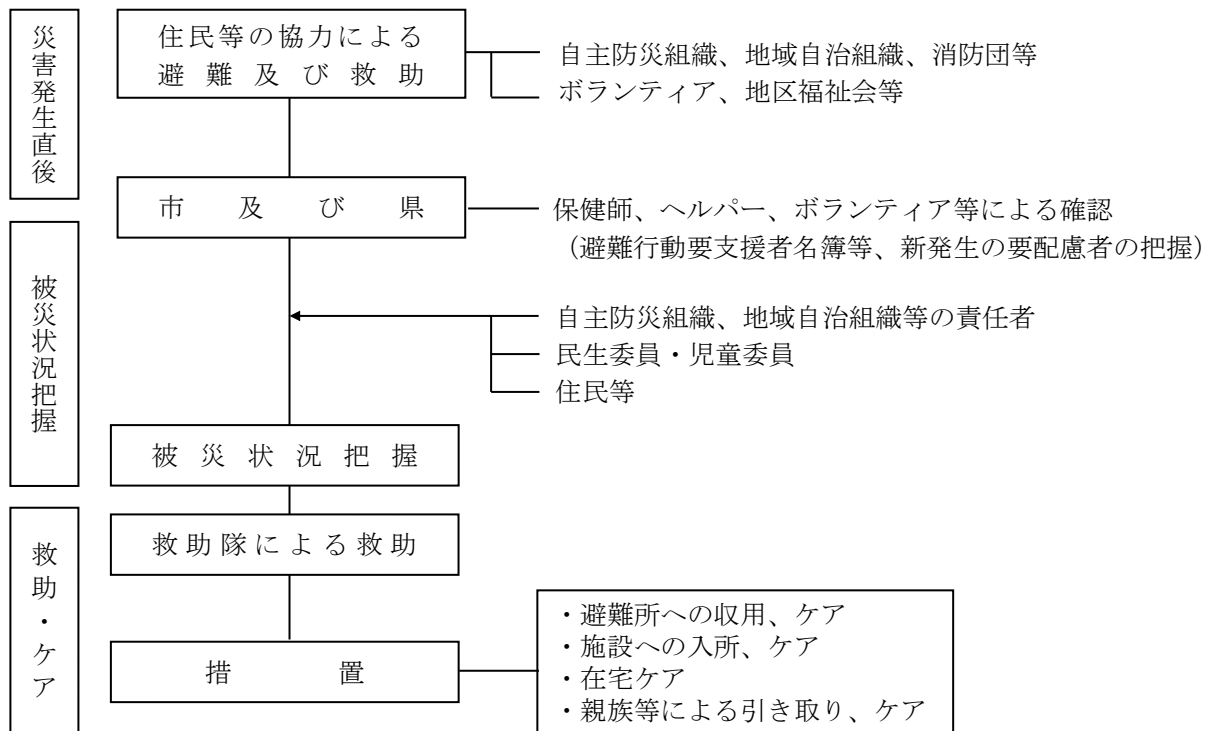 災害発生直後
住民等の協力による
避難及び救助
自主防災組織、地域自治組織、消防団等
ボランティア、地区福祉会等
市及び県
保健師、ヘルパー、ボランティア等による確認
（避難行動要支援者名簿等、新発生の要配慮者の把握）
被災状況把握
自主防災組織、地域自治組織等の責任者
民生委員・児童委員
住民等
被災状況把握
救助・ケア
救助隊による救助
措置
・避難所への収用、ケア
・施設への入所、ケア
・在宅ケア
・親族等による引き取り、ケア